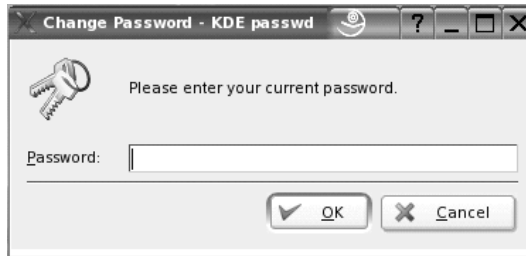 Change Password - KDE passwd
Please enter your current password.
Password:
OK
Cancel